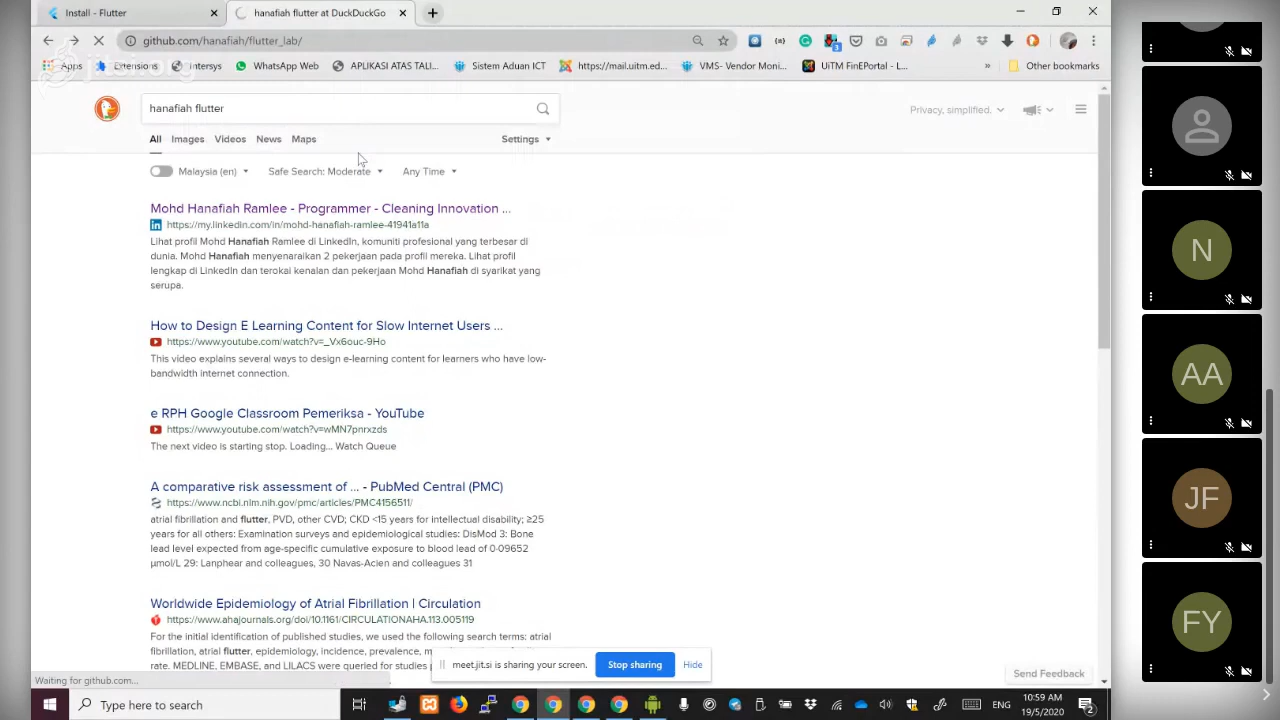 Install - Flutter
hanafiah flutter at DuckDuckGo
github.com/hanafiah/flutter_lab/
3
Apps
Extensions
Intersys
WhatsApp Web
APLIKASI ATAS TALI...
Sistem Aduan ICT
https://mail.uitm.ed...
VMS- Vendor Moni...
UiTM FinEPortal - L...
»
Other bookmarks
hanafiah flutter
Privacy, simplified.
All Images Videos News Maps
Settings
Malaysia (en)
Safe Search: Moderate
Any Time
Mohd Hanafiah Ramlee - Programmer - Cleaning Innovation ...
https://my.linkedin.com/in/mohd-hanafiah-ramlee-41941a11a
Lihat profil Mohd Hanafiah Ramlee di LinkedIn, komuniti profesional yang terbesar di
dunia. Mohd Hanafiah menyenaraikan 2 pekerjaan pada profil mereka. Lihat profil
lengkap di LinkedIn dan terokai kenalan dan pekerjaan Mohd Hanafiah di syarikat yang
serupa.
How to Design E Learning Content for Slow Internet Users ...
https://www.youtube.com/watch?v=_Vx6ouc-9Ho
This video explains several ways to design e-learning content for learners who have low-
bandwidth internet connection.
e RPH Google Classroom Pemeriksa - YouTube
https://www.youtube.com/watch?v=wMN7pnrxzds
The next video is starting stop. Loading... Watch Queue
A comparative risk assessment of ... - PubMed Central (PMC)
https://www.ncbi.nlm.nih.gov/pmc/articles/PMC4156511/
atrial fibrillation and flutter, PVD, other CVD; CKD <15 years for intellectual disability; ≥25
years for all others: Examination surveys and epidemiological studies: DisMod 3: Bone
lead level expected from age-specific cumulative exposure to blood lead of 0·09652
μmol/L 29: Lanphear and colleagues, 30 Navas-Acien and colleagues 31
Worldwide Epidemiology of Atrial Fibrillation | Circulation
https://www.ahajournals.org/doi/10.1161/CIRCULATIONAHA.113.005119
For the initial identification of published studies, we used the following search terms: atrial
fibrillation, atrial flutter, epidemiology, incidence, prevalence,
rate. MEDLINE, EMBASE, and LILACS were queried for studies
meet.jit.si is sharing your screen.
Stop sharing
Hide
Send Feedback
Waiting for github.com...
Type here to search
ENG
10:59 AM
19/5/2020
2
N
AA
JF
FY